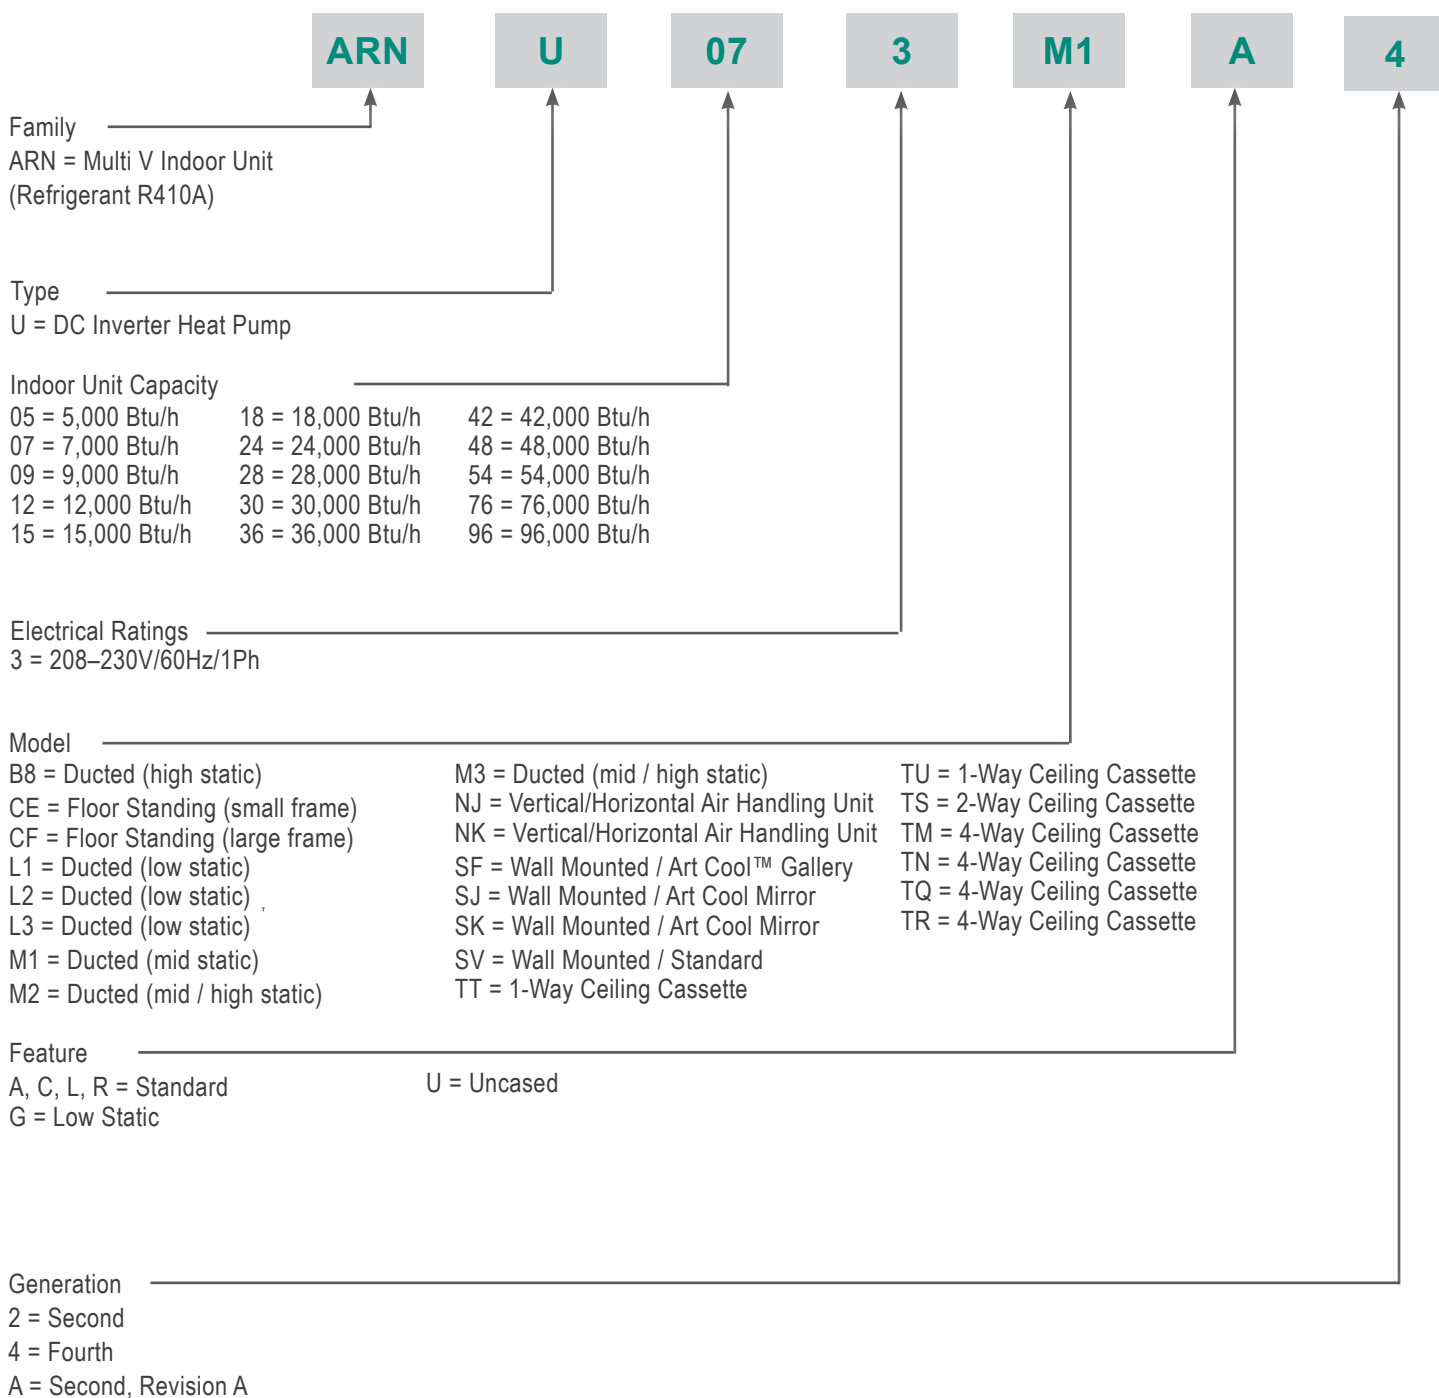 ARN U 07 3 M1 A 4
Family
ARN = Multi V Indoor Unit
(Refrigerant R410A)
Type
U = DC Inverter Heat Pump
Indoor Unit Capacity
05 = 5,000 Btu/h 18 = 18,000 Btu/h 42 = 42,000 Btu/h
07 = 7,000 Btu/h 24 = 24,000 Btu/h 48 = 48,000 Btu/h
09 = 9,000 Btu/h 28 = 28,000 Btu/h 54 = 54,000 Btu/h
12 = 12,000 Btu/h 30 = 30,000 Btu/h 76 = 76,000 Btu/h
15 = 15,000 Btu/h 36 = 36,000 Btu/h 96 = 96,000 Btu/h
Electrical Ratings
3 = 208–230V/60Hz/1Ph
Model
B8 = Ducted (high static)
CE = Floor Standing (small frame)
CF = Floor Standing (large frame)
L1 = Ducted (low static)
L2 = Ducted (low static)
L3 = Ducted (low static)
M1 = Ducted (mid static)
M2 = Ducted (mid / high static)
M3 = Ducted (mid / high static)
NJ = Vertical/Horizontal Air Handling Unit
NK = Vertical/Horizontal Air Handling Unit
SF = Wall Mounted / Art Cool™ Gallery
SJ = Wall Mounted / Art Cool Mirror
SK = Wall Mounted / Art Cool Mirror
SV = Wall Mounted / Standard
TT = 1-Way Ceiling Cassette
TU = 1-Way Ceiling Cassette
TS = 2-Way Ceiling Cassette
TM = 4-Way Ceiling Cassette
TN = 4-Way Ceiling Cassette
TQ = 4-Way Ceiling Cassette
TR = 4-Way Ceiling Cassette
Feature
A, C, L, R = Standard U = Uncased
G = Low Static
Generation
2 = Second
4 = Fourth
A = Second, Revision A